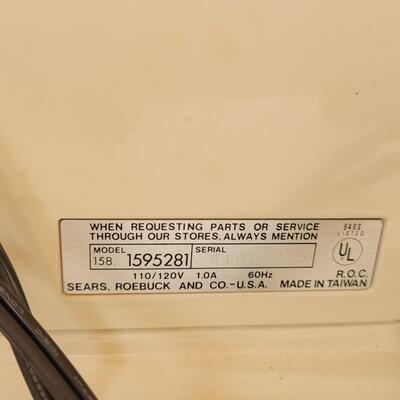 WHEN REQUESTING PARTS OR SERVICE
THROUGH OUR STORES, ALWAYS MENTION
MODEL SERIAL
158. 1595281
110/120V 1.0A 60Hz
SEARS, ROEBUCK AND CO.-U.S.A.
649S
LISTED
UL
R.O.C.
MADE IN TAIWAN